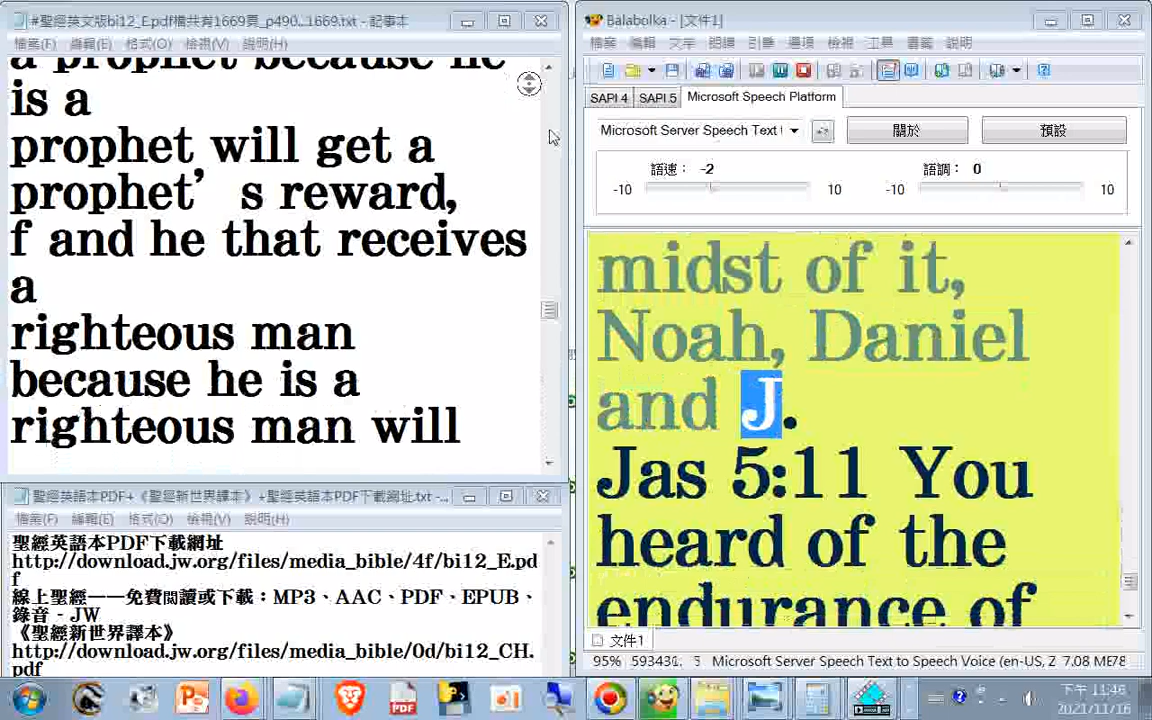 #聖經英文版bi12_E.pdf檔共有1669頁_p490...1669.txt - 記事本
檔案(F) 編輯(E) 格式(O) 檢視(V) 說明(H)
a prophet because he
is a
prophet will get a
prophet’s reward,
f and he that receives
a
righteous man
because he is a
righteous man will
聖經英語本PDF+《聖經新世界譯本》+聖經英語本PDF下載網址.txt - ...
檔案(F) 編輯(E) 格式(O) 檢視(V) 說明(H)
聖經英語本PDF下載網址
http://download.jw.org/files/media_bible/4f/bi12_E.pd
f
線上聖經——免費閱讀或下載：MP3、AAC、PDF、EPUB、
錄音 - JW
《聖經新世界譯本》
http://download.jw.org/files/media_bible/0d/bi12_CH.
pdf
Balabolka - [文件1]
檔案 編輯 文字 朗讀 引擎 選項 檢視 工具 書籤 說明
SAPI 4 SAPI 5 Microsoft Speech Platform
Microsoft Server Speech Text 關於 預設
語速： -2 語調： 0
-10 10 -10 10
midst of it,
Noah, Daniel
and J.
Jas 5:11 You
heard of the
endurance of
文件1
95% Microsoft Server Speech Text to Speech Voice (en-US, Z 7.08 ME
下午 11:46
2021/11/16